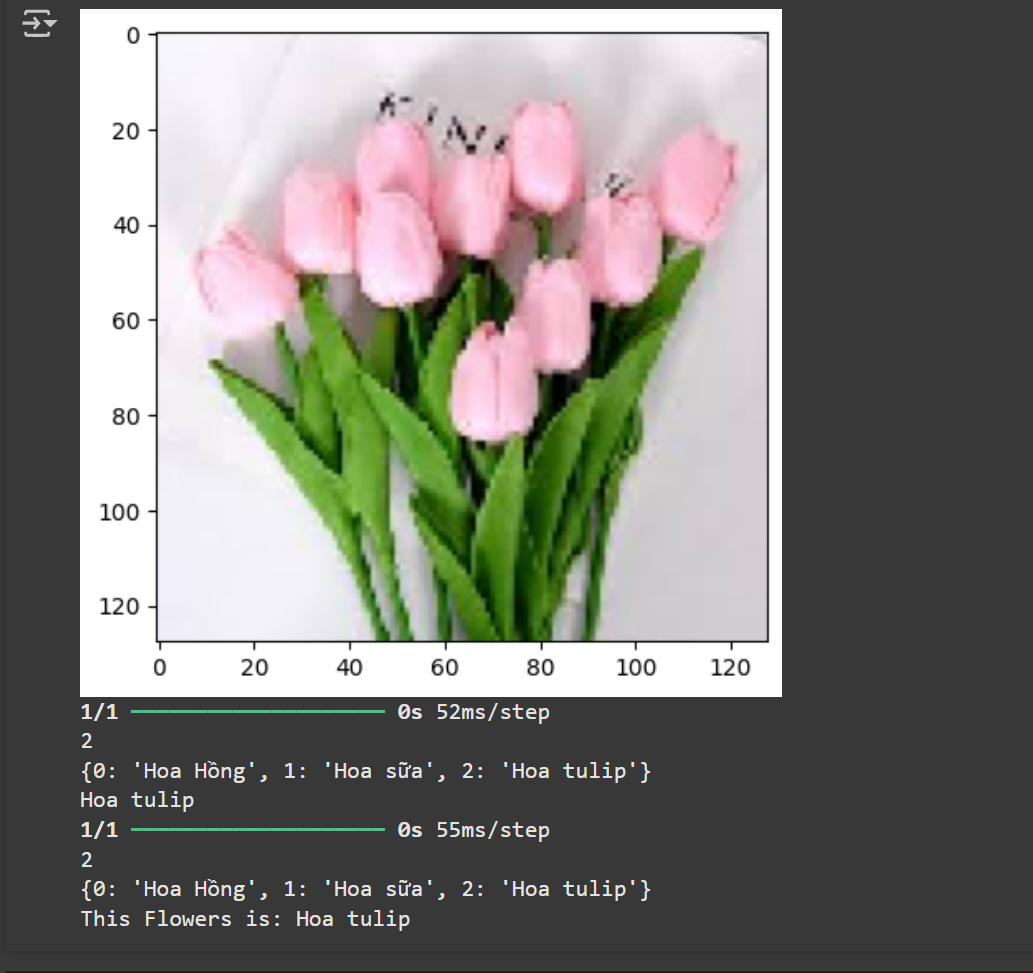 0
20
40
60
80
100
120
0 20 40 60 80 100 120
1/1 ━━━━━━━━━━━━━━━━━━━━ 0s 52ms/step
2
{0: 'Hoa Hồng', 1: 'Hoa sữa', 2: 'Hoa tulip'}
Hoa tulip
1/1 ━━━━━━━━━━━━━━━━━━━━ 0s 55ms/step
2
{0: 'Hoa Hồng', 1: 'Hoa sữa', 2: 'Hoa tulip'}
This Flowers is: Hoa tulip